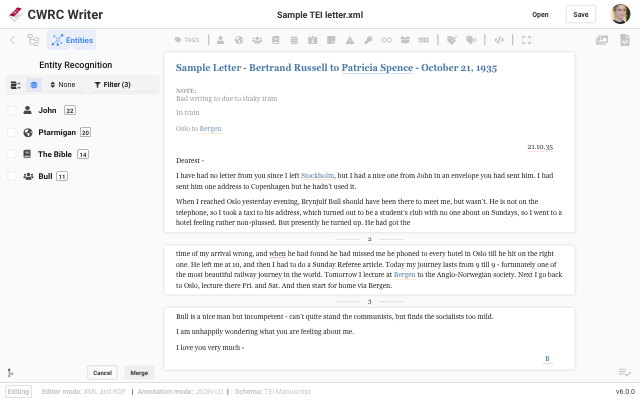 CWRC Writer
Sample TEI letter.xml
Open
Save
Entities
TAGS
Entity Recognition
None
Filter (3)
John 22
Ptarmigan 20
The Bible 14
Bull 11
Sample Letter - Bertrand Russell to Patricia Spence - October 21, 1935
NOTE:
Bad writing to due to shaky train
In train
Oslo to Bergen
21.10.35
Dearest -
I have had no letter from you since I left Stockholm, but I had a nice one from John in an envelope you had sent him. I had
sent him one address to Copenhagen but he hadn't used it.
When I reached Oslo yesterday evening, Brynjulf Bull should have been there to meet me, but wasn't. He is not on the
telephone, so I took a taxi to his address, which turned out to be a student's club with no one about on Sundays, so I went to a
hotel feeling rather non-plussed. But presently he turned up. He had got the
2
time of my arrival wrong, and when he had found he had missed me he phoned to every hotel in Oslo till he hit on the right
one. He left me at 10, and then I had to do a Sunday Referee article. Today my journey lasts from 9 till 9 - fortunately one of
the most beautiful railway journey in the world. Tomorrow I lecture at Bergen to the Anglo-Norwegian society. Next I go back
to Oslo, lecture there Fri. and Sat. And then start for home via Bergen.
3
Bull is a nice man but incompetent - can't quite stand the communists, but finds the socialists too mild.
I am unhappily wondering what you are feeling about me.
I love you very much -
B
Cancel
Merge
Editing
Editor mode: XML and RDF | Annotation mode: JSON-LD | Schema: TEI Manuscript
v6.0.0